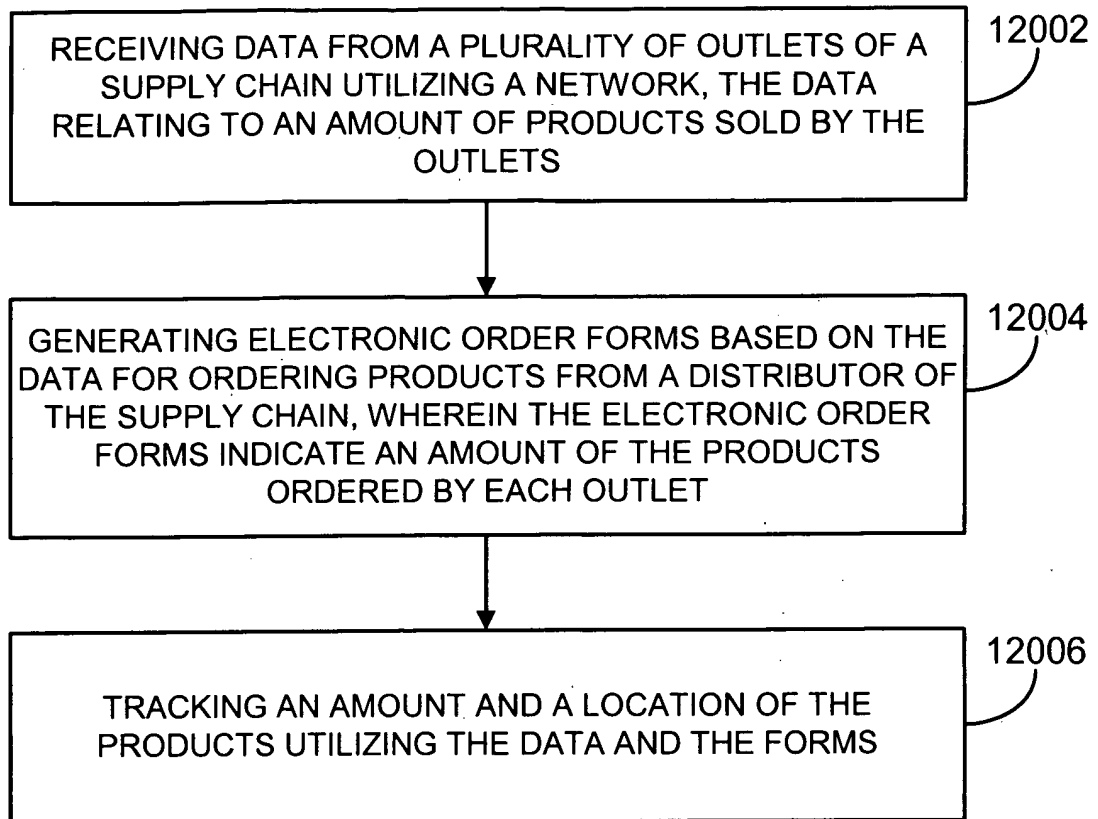 RECEIVING DATA FROM A PLURALITY OF OUTLETS OF A
SUPPLY CHAIN UTILIZING A NETWORK, THE DATA
RELATING TO AN AMOUNT OF PRODUCTS SOLD BY THE
OUTLETS
12002
GENERATING ELECTRONIC ORDER FORMS BASED ON THE
DATA FOR ORDERING PRODUCTS FROM A DISTRIBUTOR OF
THE SUPPLY CHAIN, WHEREIN THE ELECTRONIC ORDER
FORMS INDICATE AN AMOUNT OF THE PRODUCTS
ORDERED BY EACH OUTLET
12004
TRACKING AN AMOUNT AND A LOCATION OF THE
PRODUCTS UTILIZING THE DATA AND THE FORMS
12006